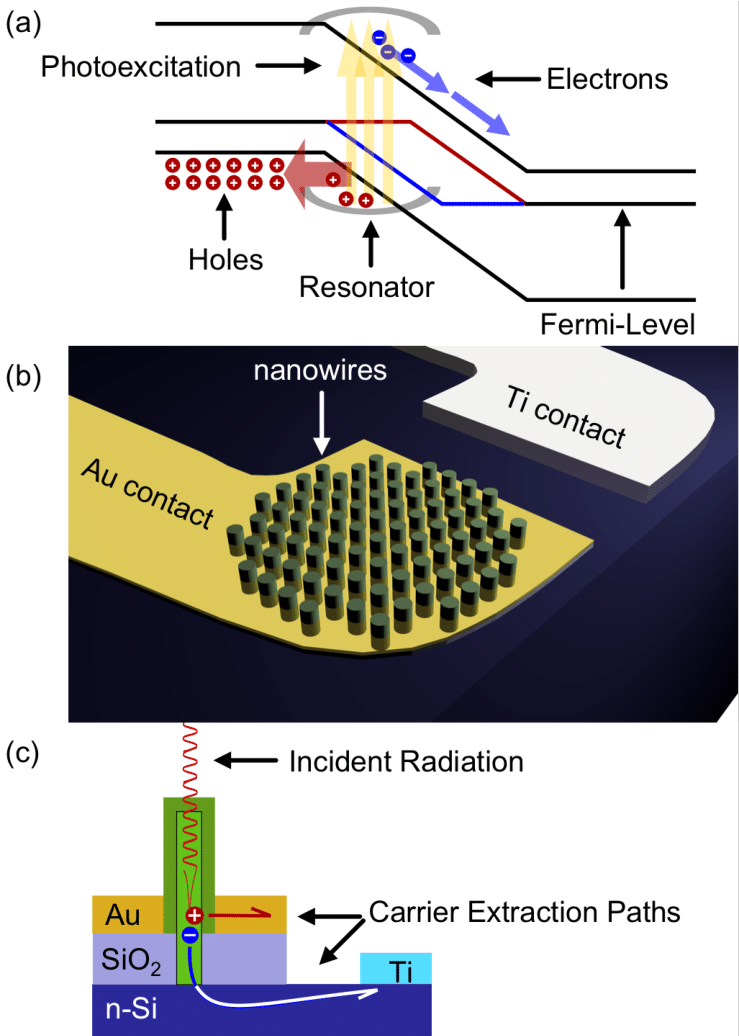 (a)
Photoexcitation
Electrons
Holes
Resonator
Fermi-Level
(b)
nanowires
Ti contact
Au contact
(c)
Incident Radiation
Au
Carrier Extraction Paths
SiO₂
Ti
n-Si